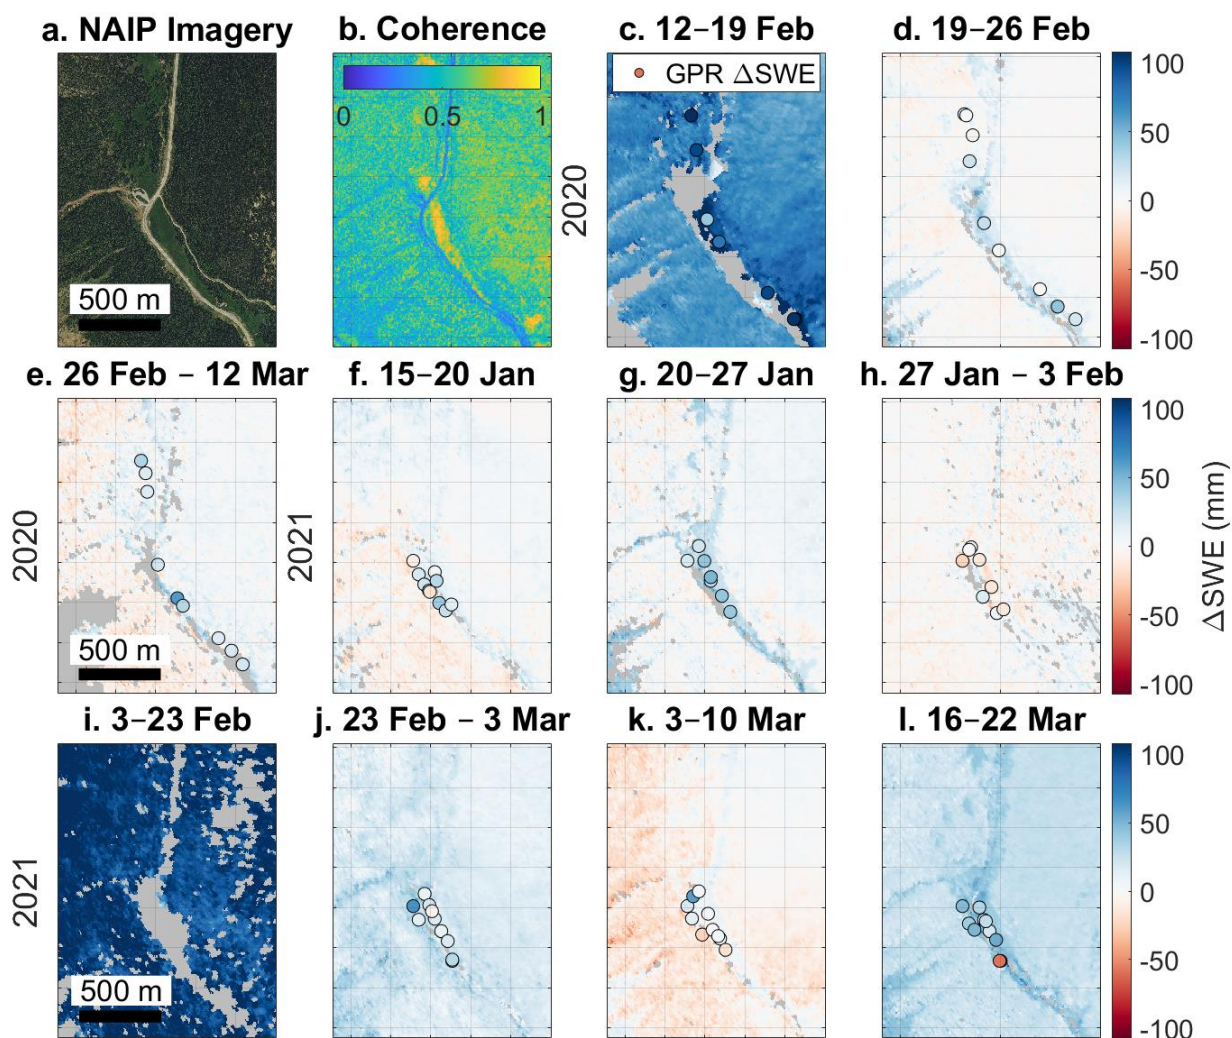 a. NAIP Imagery
b. Coherence
c. 12–19 Feb
d. 19–26 Feb
500 m
0 0.5 1
GPR ΔSWE
2020
100
50
0
-50
-100
e. 26 Feb – 12 Mar
f. 15–20 Jan
g. 20–27 Jan
h. 27 Jan – 3 Feb
2020
500 m
2021
100
50
0
-50
-100
ΔSWE (mm)
i. 3–23 Feb
j. 23 Feb – 3 Mar
k. 3–10 Mar
l. 16–22 Mar
2021
500 m
100
50
0
-50
-100